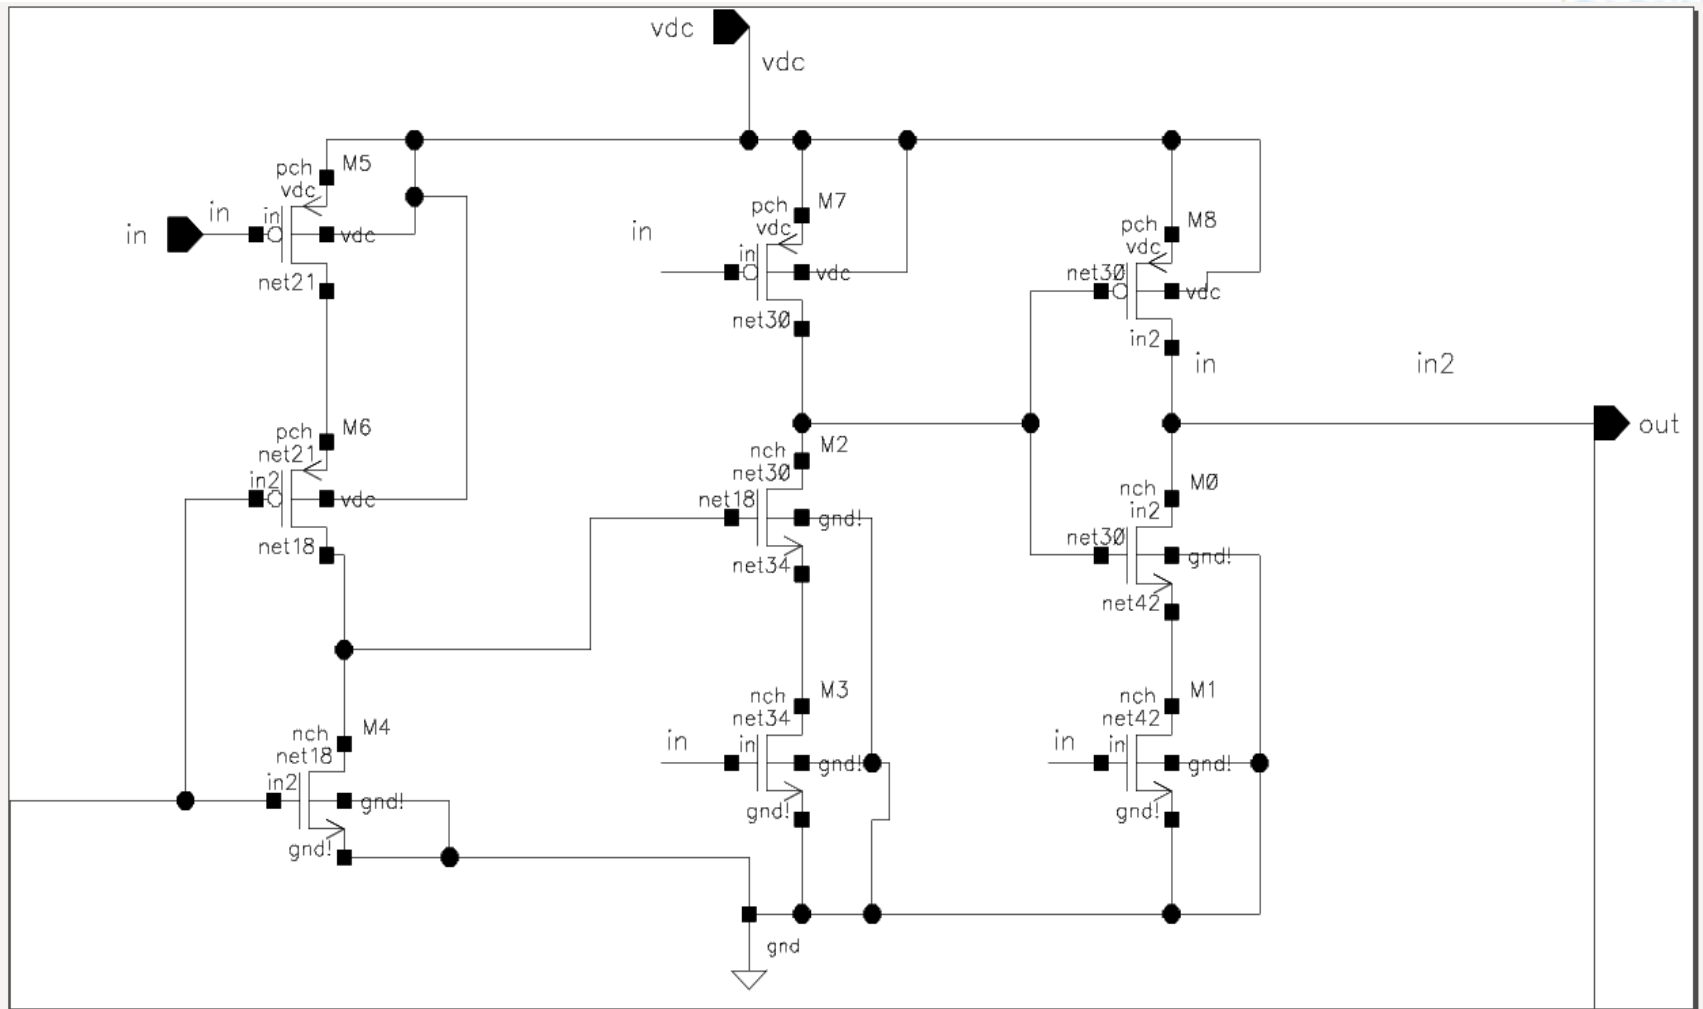 vdc
vdc
pch M5
vdc
in in in
vdc
net21
pch M7
vdc
in in
vdc
net30
pch M8
vdc
net30
vdc
in2
in in2
out
pch M6
net21
in2
vdc
net18
nch M2
net30
net18
gnd!
net34
nch MØ
in2
net30
gnd!
net42
nch M4
net18
in2
gnd!
gnd!
nch M3
net34
in in
gnd!
gnd!
nch M1
net42
in in
gnd!
gnd!
gnd